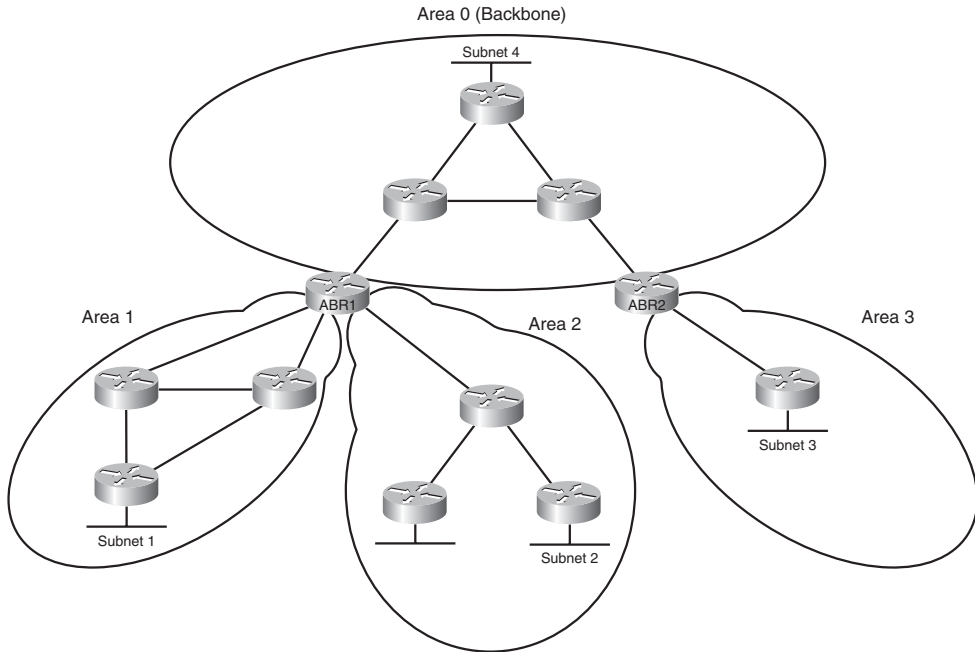 Area 0 (Backbone)
Subnet 4
ABR1
ABR2
Area 1
Area 2
Area 3
Subnet 3
Subnet 1
Subnet 2